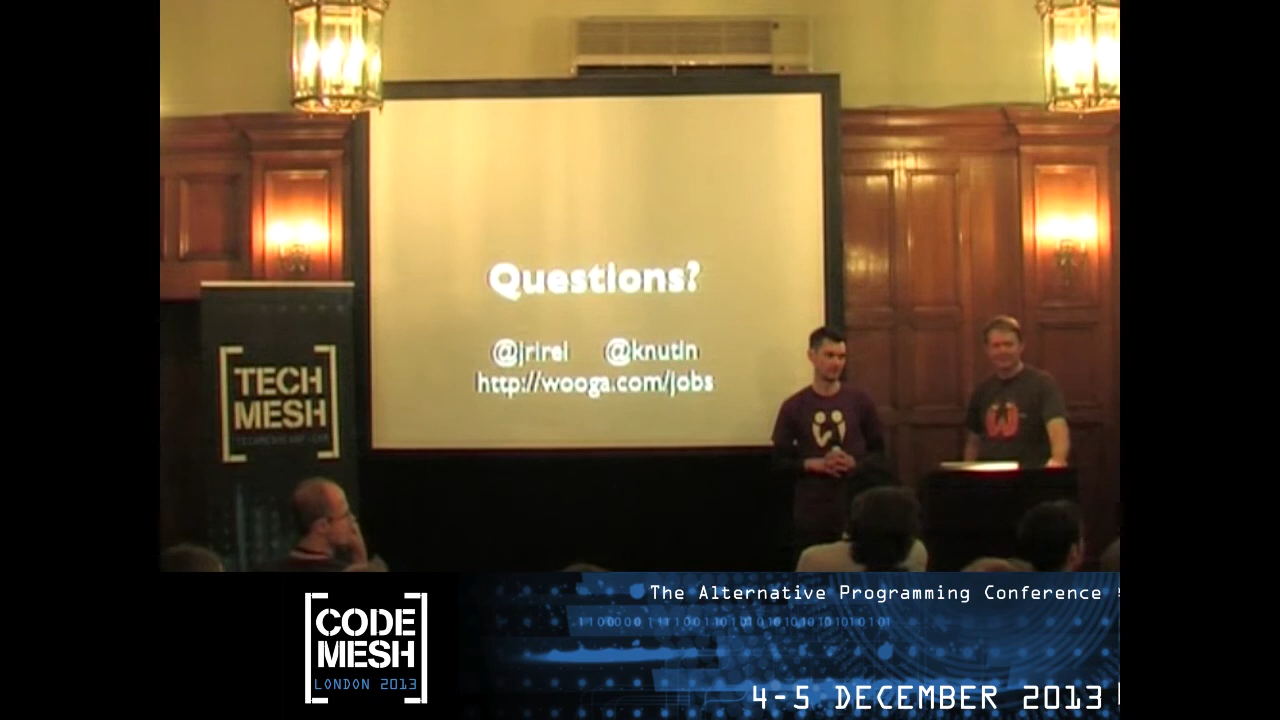 Questions?
@jrirei @knutin
http://wooga.com/jobs
TECH
MESH
W
CODE
MESH
LONDON 2013
The Alternative Programming Conference
4-5 DECEMBER 2013